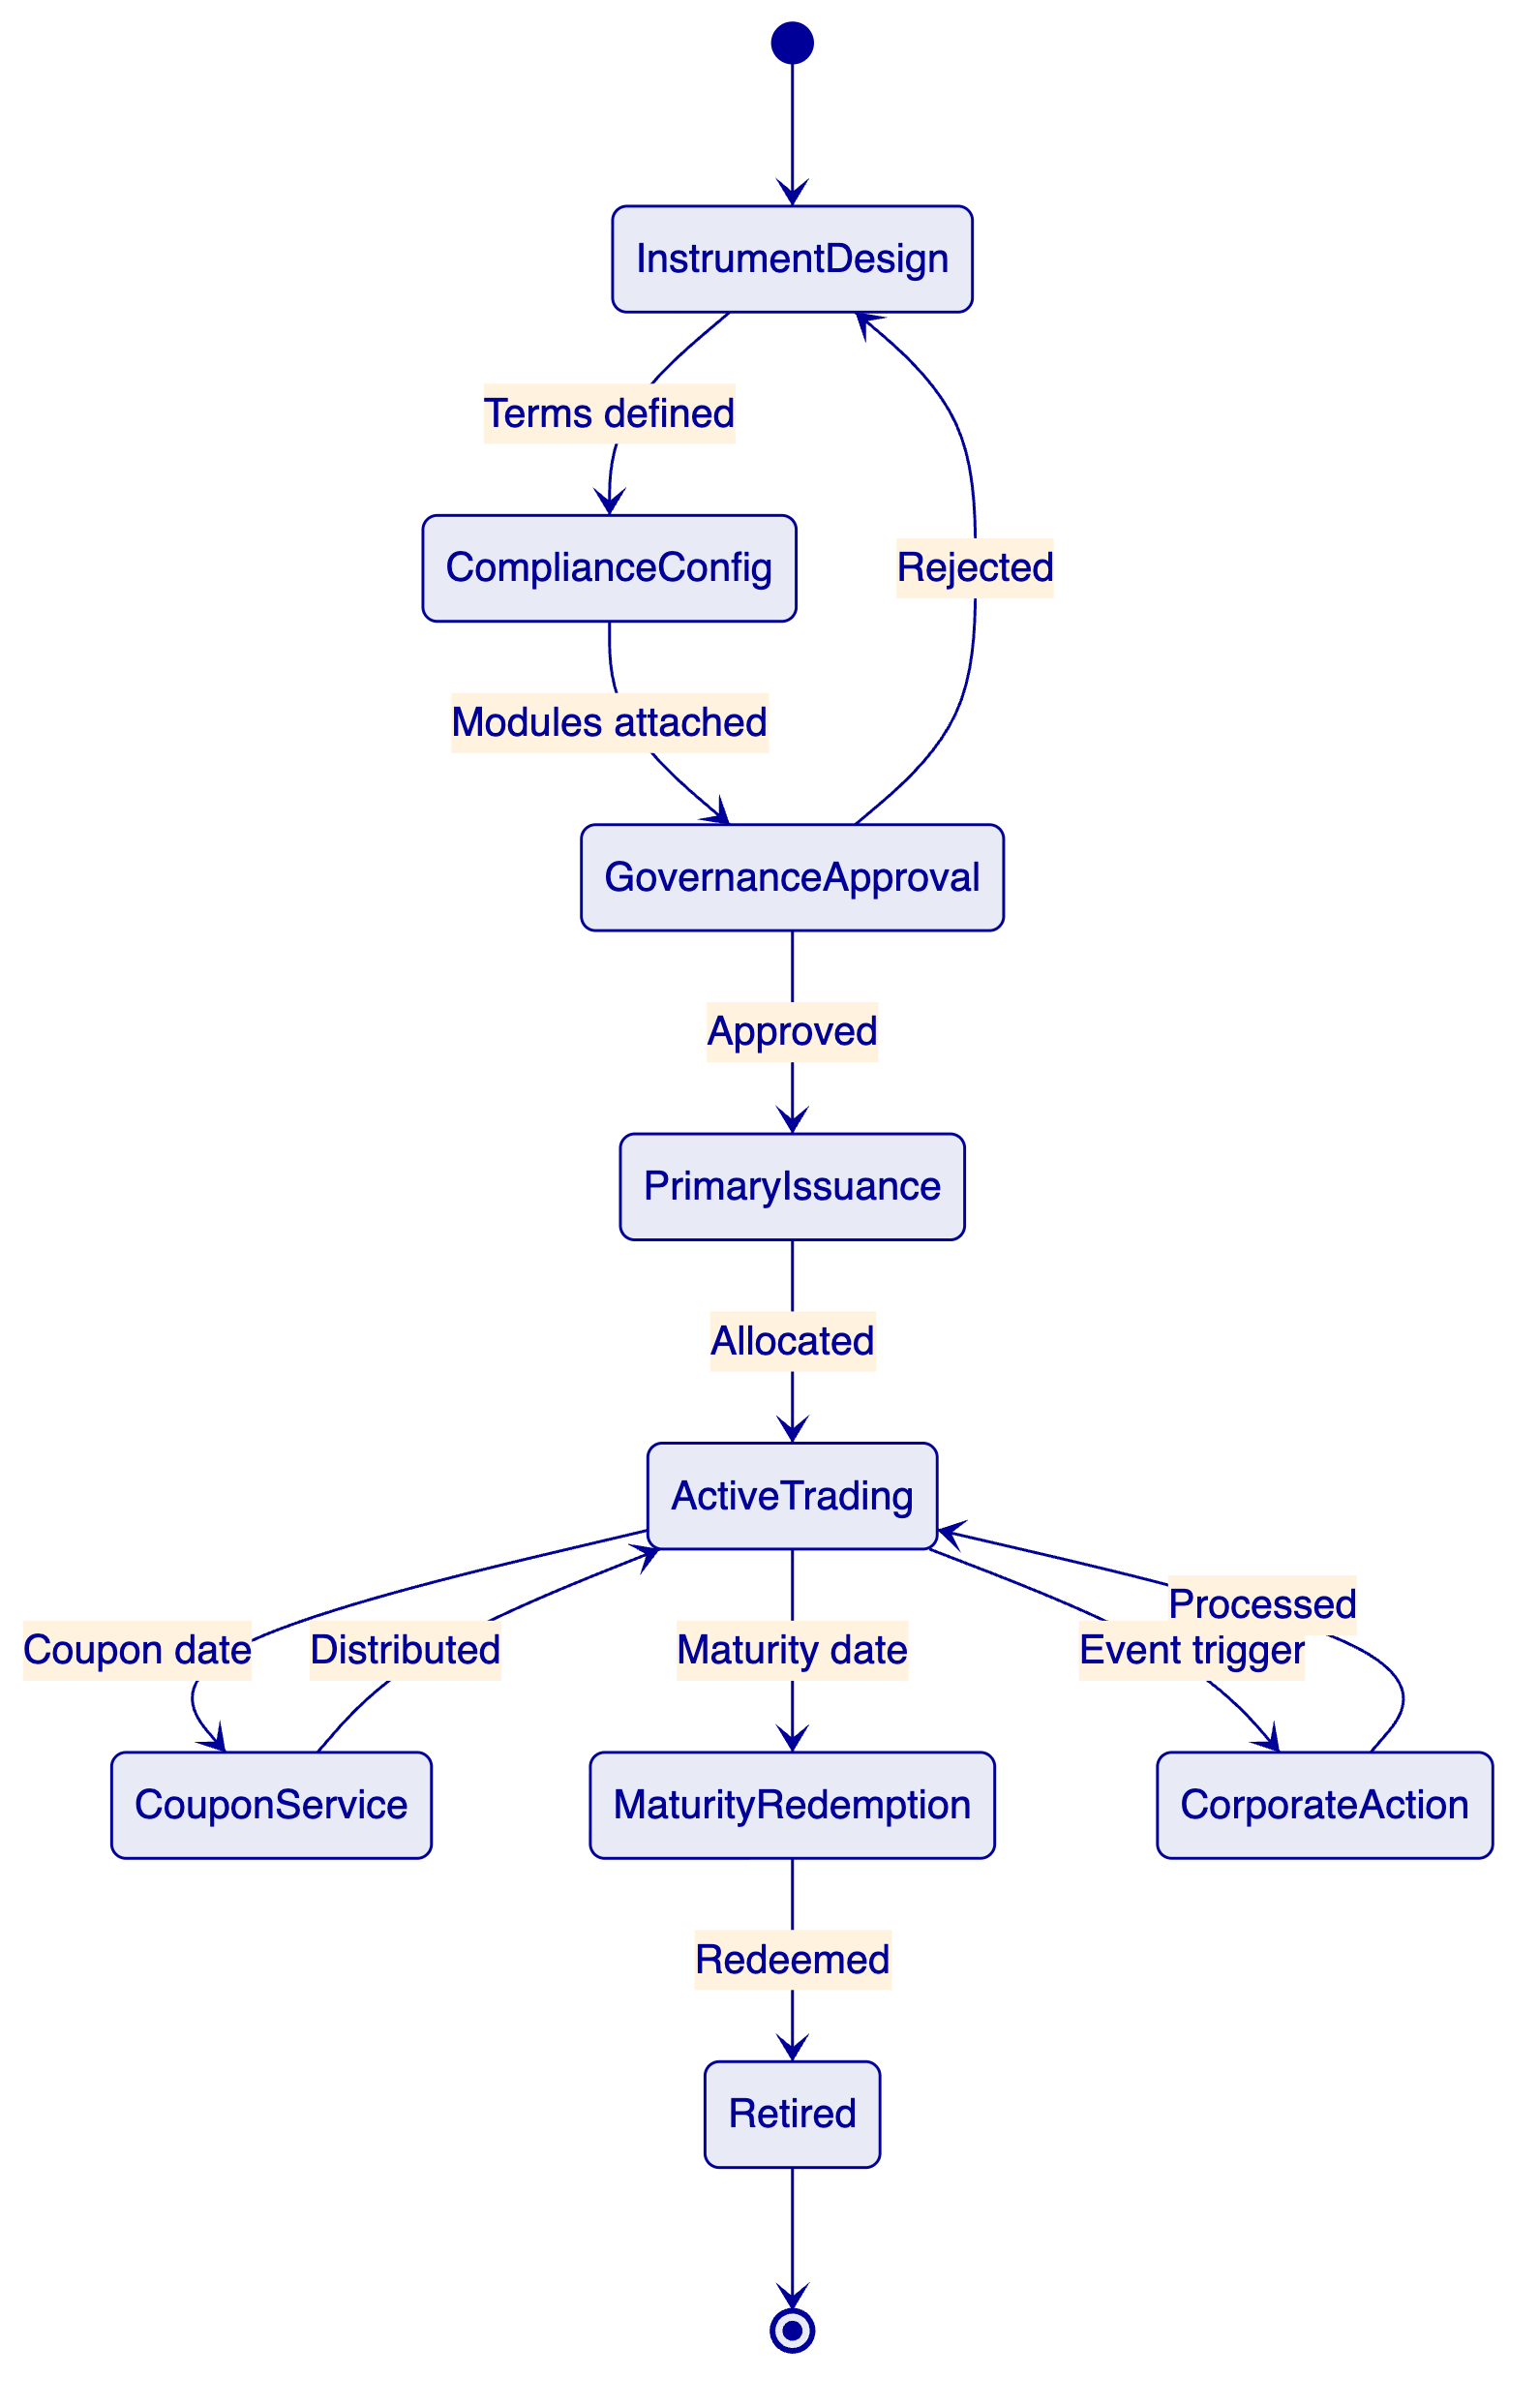 InstrumentDesign
Terms defined
ComplianceConfig
Rejected
Modules attached
GovernanceApproval
Approved
PrimaryIssuance
Allocated
ActiveTrading
Processed
Coupon date
Distributed
Maturity date
Event trigger
CouponService
MaturityRedemption
CorporateAction
Redeemed
Retired